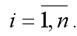 i = \overline{1, n} .